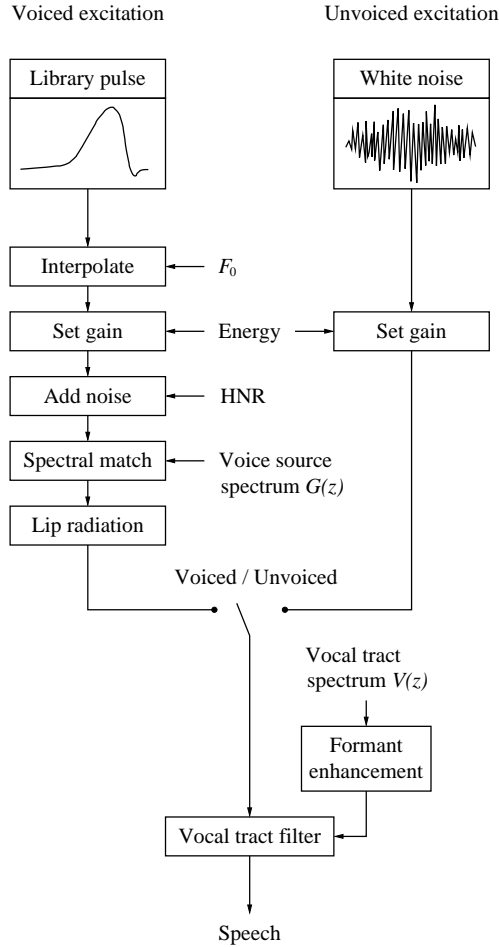 Voiced excitation
Unvoiced excitation
Library pulse
White noise
Interpolate
F₀
Set gain
Energy
Set gain
Add noise
HNR
Spectral match
Voice source
spectrum G(z)
Lip radiation
Voiced / Unvoiced
Vocal tract
spectrum V(z)
Formant
enhancement
Vocal tract filter
Speech